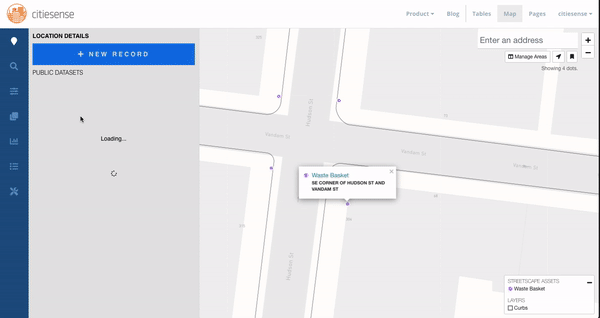 citiesense
Product
Blog
Tables
Map
Pages
citiesense
LOCATION DETAILS
+ NEW RECORD
PUBLIC DATASETS
Loading...
Enter an address
Manage Areas
Showing 4 dots.
Hudson St
Vandam St
Vandam St
Waste Basket
SE CORNER OF HUDSON ST AND
VANDAM ST
Hudson St
STREETSCAPE ASSETS
Waste Basket
LAYERS
Curbs